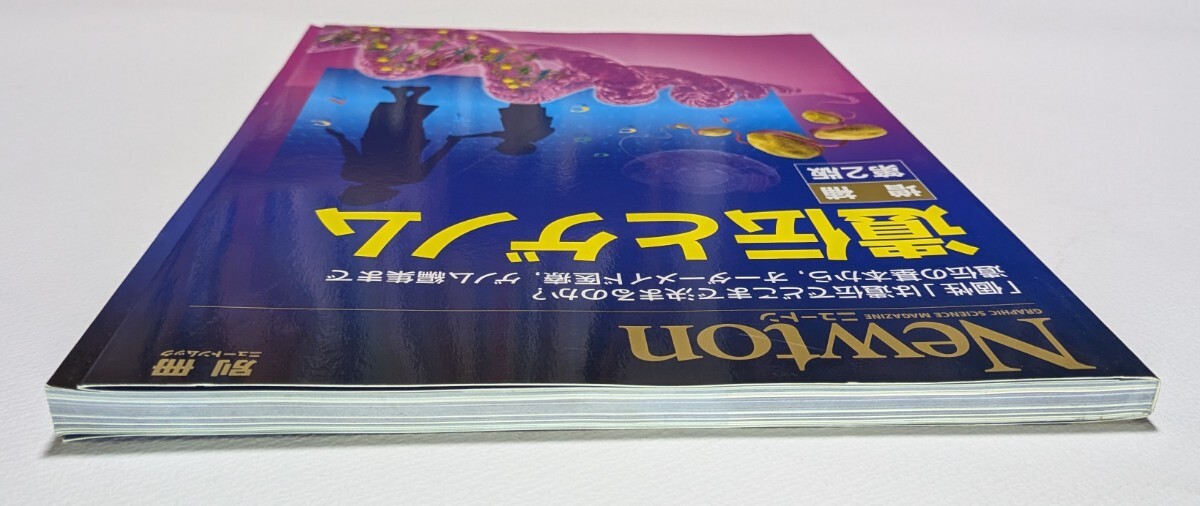 別冊
ニュートンムック
Newton
GRAPHIC SCIENCE MAGAZINE ニュートン
「個性」は遺伝でどこまで決まるのか?
遺伝の基本から,オーダーメイド医療,ゲノム編集まで
遺伝とゲノム
増補
第2版